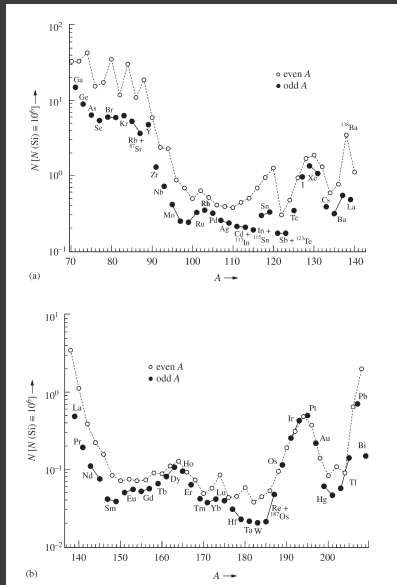 10²
N [N (Si) ≡ 10⁶] →
10¹
10⁰
10⁻¹
even A
odd A
Ga
Ge
As
Se
Br
Kr
Rb +
⁸⁷Sr
Y
Zr
Nb
Mo
Ru
Rh
Pd
Ag
Cd +
¹¹³In
In +
¹¹⁵Sn
Sn
Sb + ¹²³Te
Te
I
Xe
Cs
Ba
¹³⁸Ba
La
70 80 90 100 110 120 130 140
(a)
A →
10¹
N [N (Si) ≡ 10⁶] →
10⁰
10⁻¹
10⁻²
even A
odd A
La
Pr
Nd
Sm
Eu
Gd
Tb
Dy
Ho
Er
Tm
Yb
Lu
Hf
Ta
W
Re +
¹⁸⁷Os
Os
Ir
Pt
Au
Hg
Tl
Pb
Bi
140 150 160 170 180 190 200
(b)
A →